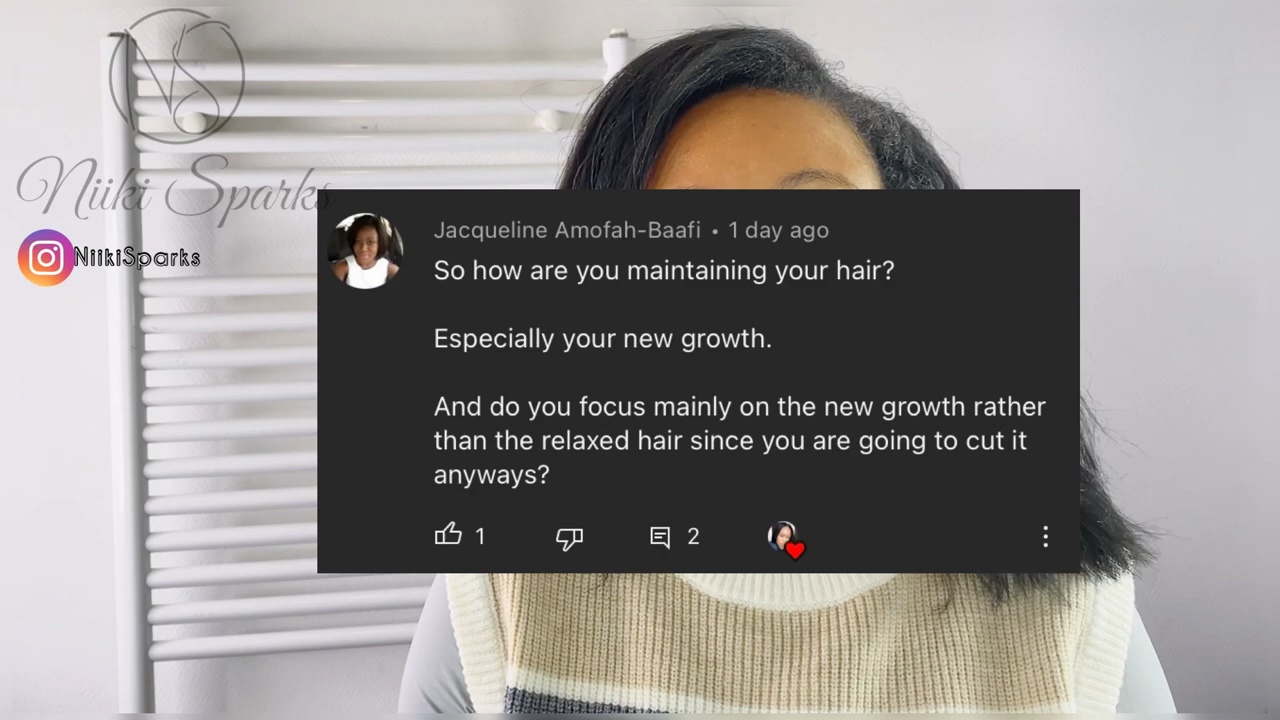 NS
Niiki Sparks
NiikiSparks
Jacqueline Amofah-Baafi • 1 day ago
So how are you maintaining your hair?
Especially your new growth.
And do you focus mainly on the new growth rather
than the relaxed hair since you are going to cut it
anyways?
1
2